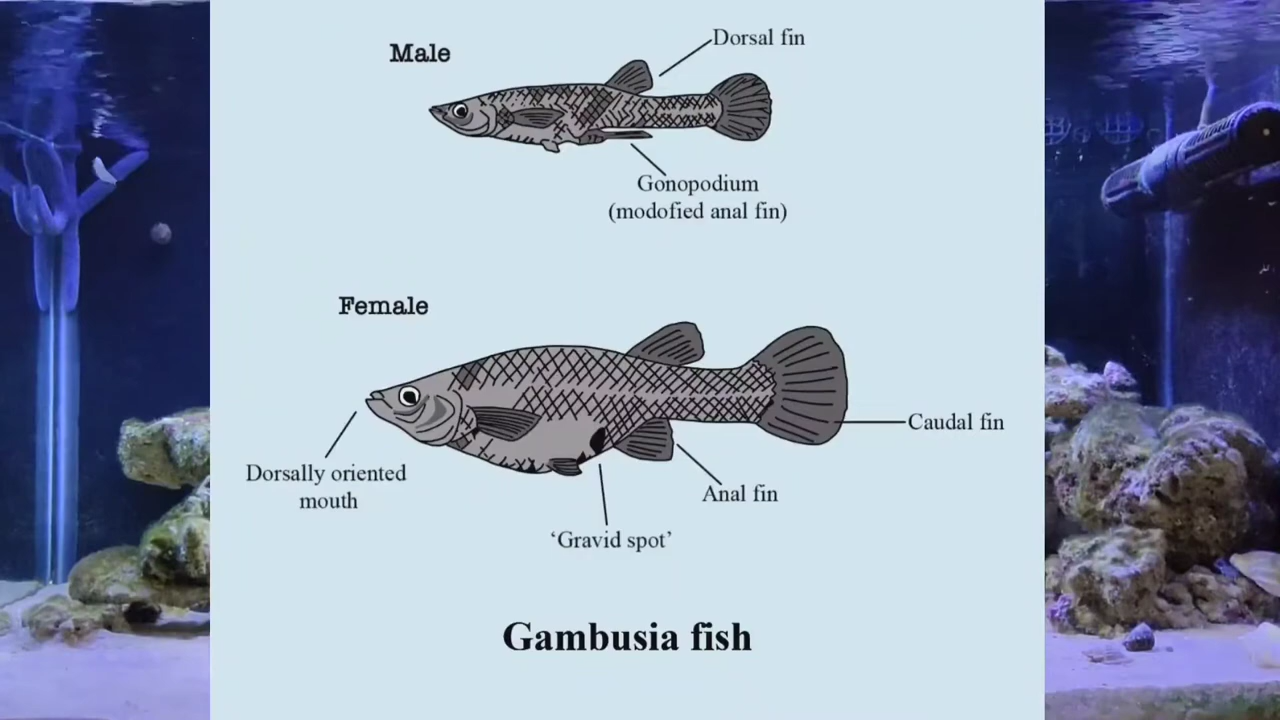 Male
Dorsal fin
Gonopodium
(modofied anal fin)
Female
Caudal fin
Dorsally oriented
mouth
Anal fin
‘Gravid spot’
Gambusia fish